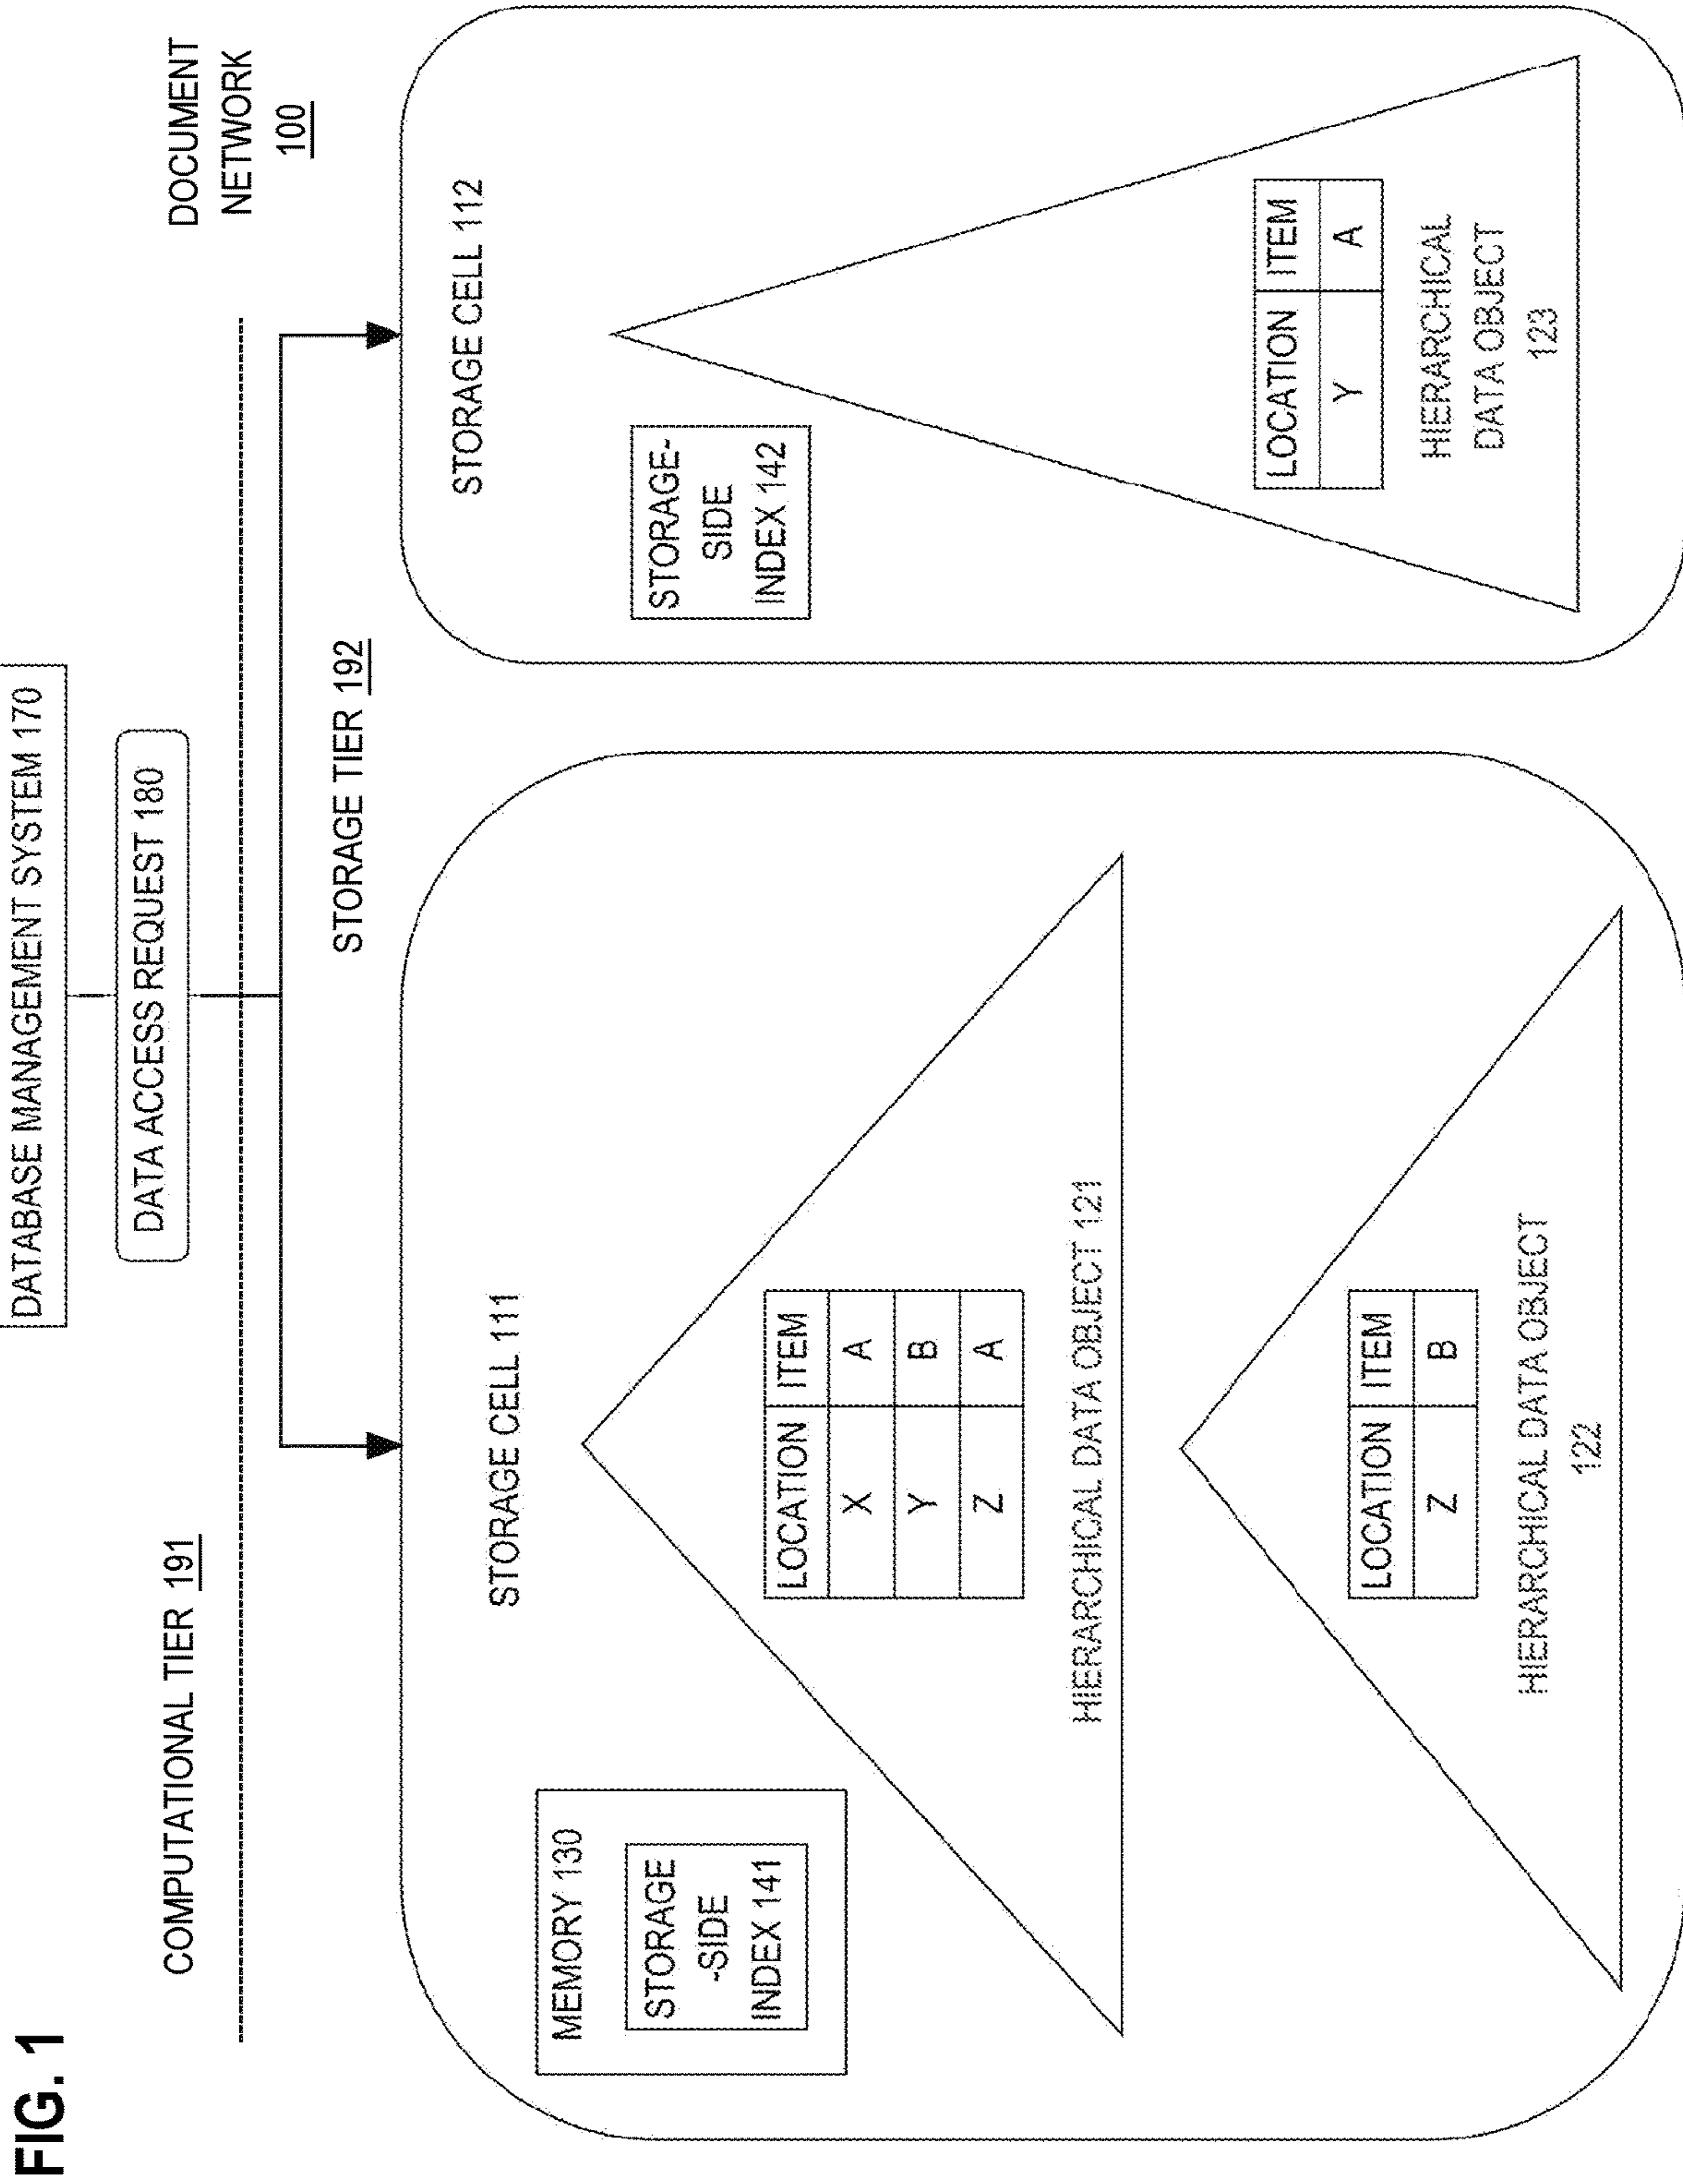 FIG. 1
DATABASE MANAGEMENT SYSTEM 170
DATA ACCESS REQUEST 180
COMPUTATIONAL TIER 191
DOCUMENT
NETWORK
100
STORAGE TIER 192
STORAGE CELL 111
MEMORY 130
STORAGE
-SIDE
INDEX 141
LOCATION ITEM
X A
Y B
Z A
HIERARCHICAL DATA OBJECT 121
LOCATION ITEM
Z B
HIERARCHICAL DATA OBJECT
122
STORAGE CELL 112
STORAGE-
SIDE
INDEX 142
LOCATION ITEM
Y A
HIERARCHICAL
DATA OBJECT
123